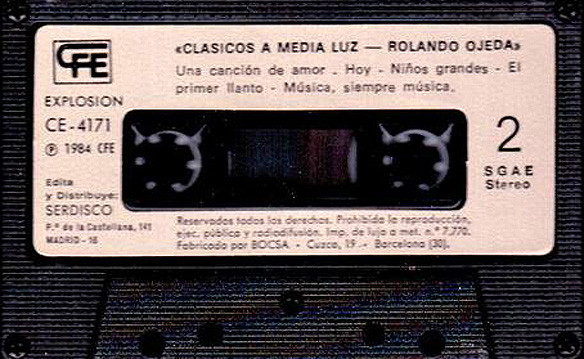 CFE
«CLASICOS A MEDIA LUZ — ROLANDO OJEDA»
Una canción de amor . Hoy - Niños grandes - El
primer llanto - Música, siempre música.
EXPLOSION
CE-4171
℗ 1984 CFE
2
SGAE
Stereo
Edita
y Distribuye:
SERDISCO
P.º de la Castellana, 141
MADRID - 16
Reservados todos los derechos. Prohibida la reproducción,
ejec. pública y radiodifusión. Imp. de lujo a met. n.º 7.770.
Fabricado por BOCSA - Cuzco, 19 - Barcelona (30).